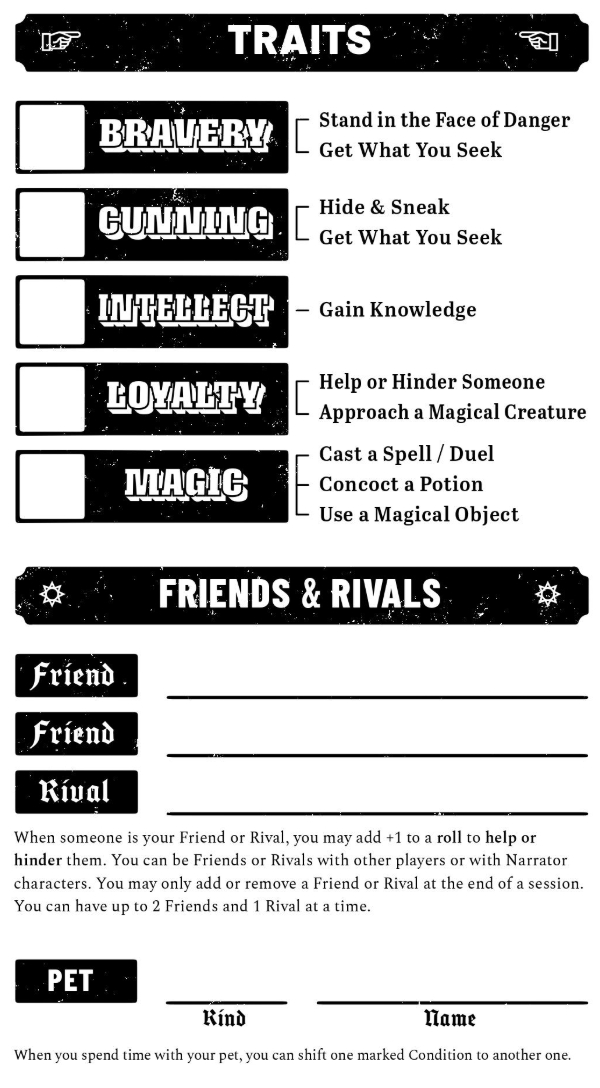 TRAITS
BRAVERY
Stand in the Face of Danger
Get What You Seek
CUNNING
Hide & Sneak
Get What You Seek
INTELLECT
Gain Knowledge
LOYALTY
Help or Hinder Someone
Approach a Magical Creature
MAGIC
Cast a Spell / Duel
Concoct a Potion
Use a Magical Object
FRIENDS & RIVALS
Friend
Friend
Rival
When someone is your Friend or Rival, you may add +1 to a roll to help or
hinder them. You can be Friends or Rivals with other players or with Narrator
characters. You may only add or remove a Friend or Rival at the end of a session.
You can have up to 2 Friends and 1 Rival at a time.
PET
Kind Name
When you spend time with your pet, you can shift one marked Condition to another one.